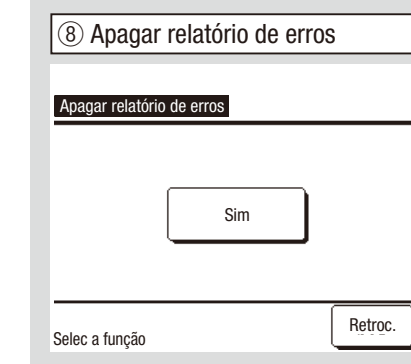 ⑧ Apagar relatório de erros
Apagar relatório de erros
Sim
Retroc.
Selec a função